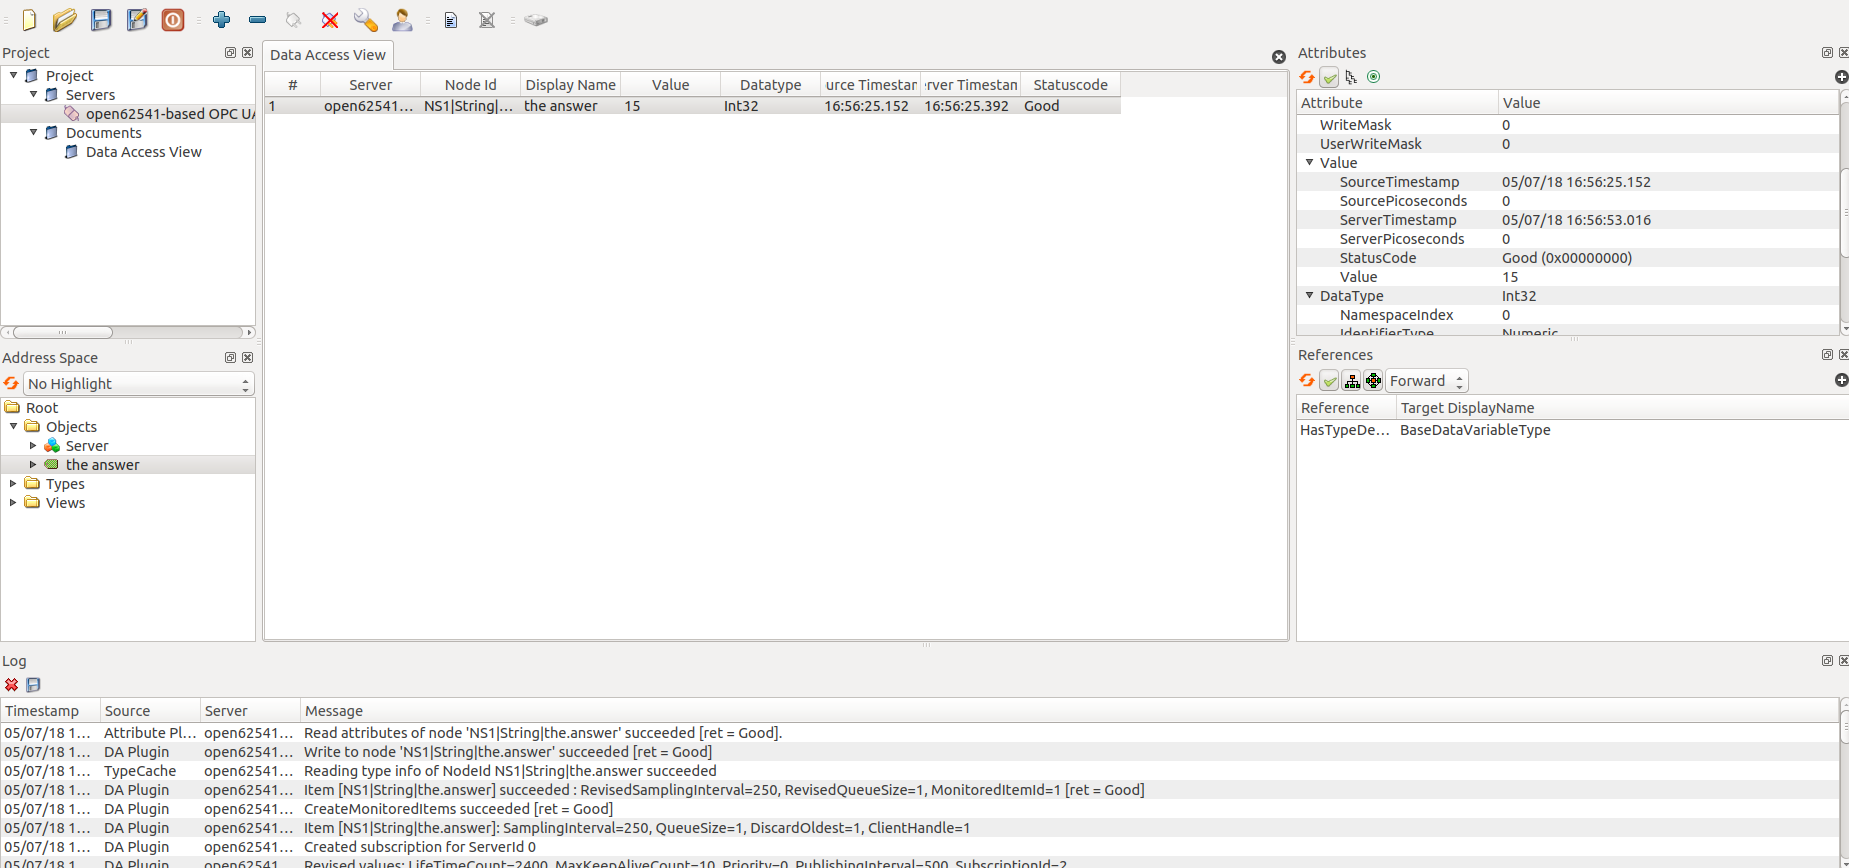 Project
Project
Servers
open62541-based OPC UA
Documents
Data Access View
Address Space
No Highlight
Root
Objects
Server
the answer
Types
Views
Data Access View
# Server Node Id Display Name Value Datatype urce Timestan rver Timestan Statuscode
1 open62541... NS1|String|... the answer 15 Int32 16:56:25.152 16:56:25.392 Good
Attributes
Attribute Value
WriteMask 0
UserWriteMask 0
Value
SourceTimestamp 05/07/18 16:56:25.152
SourcePicoseconds 0
ServerTimestamp 05/07/18 16:56:53.016
ServerPicoseconds 0
StatusCode Good (0x00000000)
Value 15
DataType Int32
NamespaceIndex 0
IdentifierType Numeric
References
Forward
Reference Target DisplayName
HasTypeDe... BaseDataVariableType
Log
Timestamp Source Server Message
05/07/18 1... Attribute Pl... open62541... Read attributes of node 'NS1|String|the.answer' succeeded [ret = Good].
05/07/18 1... DA Plugin open62541... Write to node 'NS1|String|the.answer' succeeded [ret = Good]
05/07/18 1... TypeCache open62541... Reading type info of NodeId NS1|String|the.answer succeeded
05/07/18 1... DA Plugin open62541... Item [NS1|String|the.answer] succeeded : RevisedSamplingInterval=250, RevisedQueueSize=1, MonitoredItemId=1 [ret = Good]
05/07/18 1... DA Plugin open62541... CreateMonitoredItems succeeded [ret = Good]
05/07/18 1... DA Plugin open62541... Item [NS1|String|the.answer]: SamplingInterval=250, QueueSize=1, DiscardOldest=1, ClientHandle=1
05/07/18 1... DA Plugin open62541... Created subscription for ServerId 0
05/07/18 1... DA Plugin open62541... Revised values: LifeTimeCount=2400, MaxKeepAliveCount=10, Priority=0, PublishingInterval=500, SubscriptionId=2